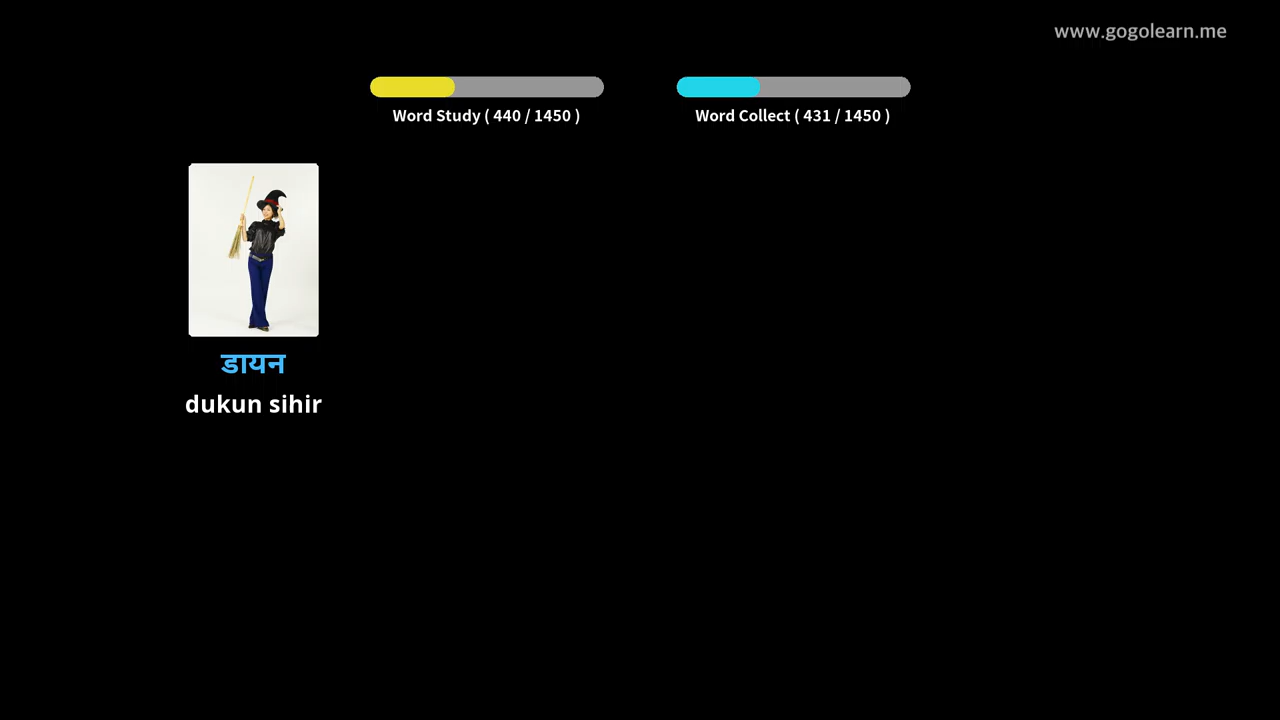 www.gogolearn.me
Word Study ( 440 / 1450 )
Word Collect ( 431 / 1450 )
डायन
dukun sihir